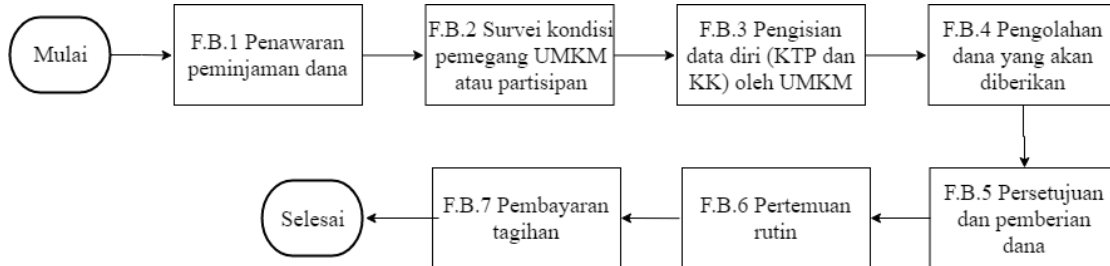 Mulai
F.B.1 Penawaran
peminjaman dana
F.B.2 Survei kondisi
pemegang UMKM
atau partisipan
F.B.3 Pengisian
data diri (KTP dan
KK) oleh UMKM
F.B.4 Pengolahan
dana yang akan
diberikan
F.B.5 Persetujuan
dan pemberian
dana
F.B.6 Pertemuan
rutin
F.B.7 Pembayaran
tagihan
Selesai